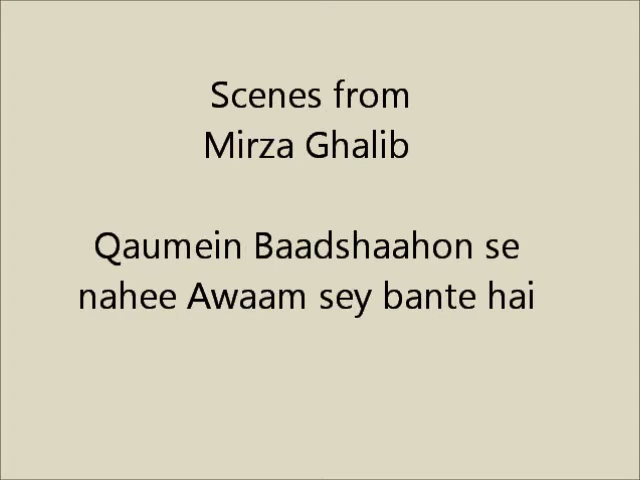 Scenes from
Mirza Ghalib
Qaumein Baadshaahon se
nahee Awaam sey bante hai